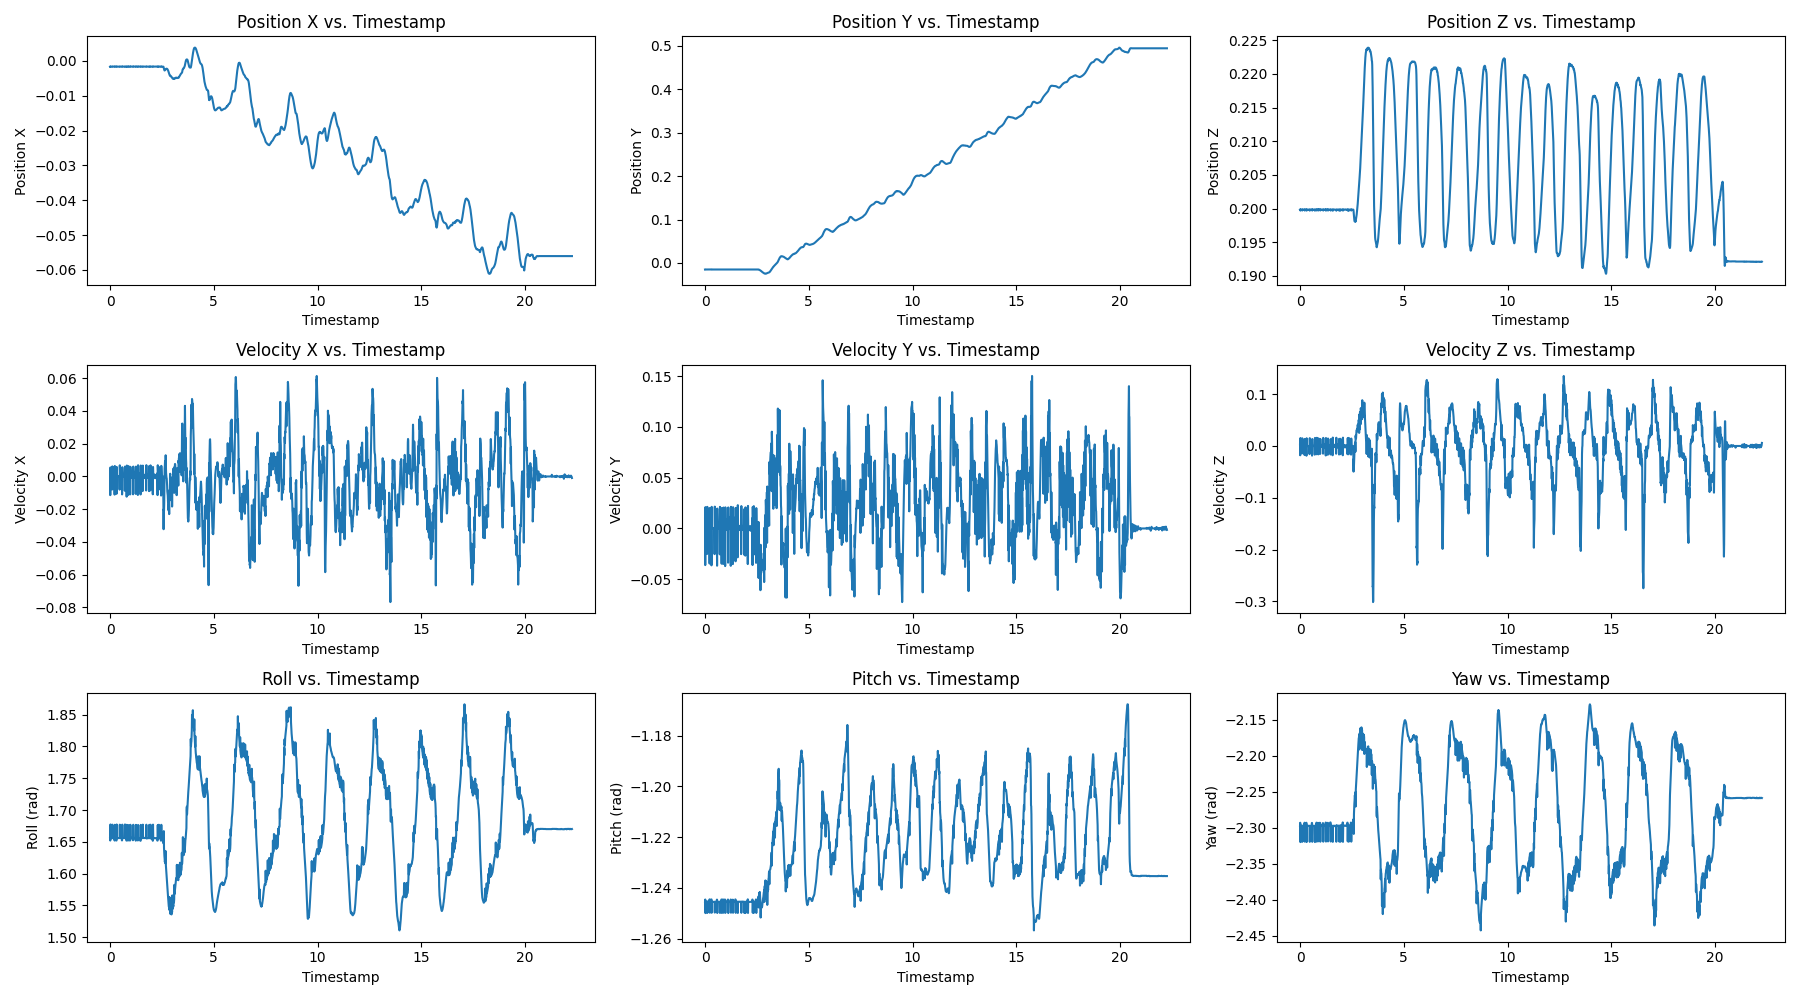 Position X vs. Timestamp
Position X
0.00
−0.01
−0.02
−0.03
−0.04
−0.05
−0.06
0 5 10 15 20
Timestamp
Position Y vs. Timestamp
Position Y
0.5
0.4
0.3
0.2
0.1
0.0
0 5 10 15 20
Timestamp
Position Z vs. Timestamp
Position Z
0.225
0.220
0.215
0.210
0.205
0.200
0.195
0.190
0 5 10 15 20
Timestamp
Velocity X vs. Timestamp
Velocity X
0.06
0.04
0.02
0.00
−0.02
−0.04
−0.06
−0.08
0 5 10 15 20
Timestamp
Velocity Y vs. Timestamp
Velocity Y
0.15
0.10
0.05
0.00
−0.05
0 5 10 15 20
Timestamp
Velocity Z vs. Timestamp
Velocity Z
0.1
0.0
−0.1
−0.2
−0.3
0 5 10 15 20
Timestamp
Roll vs. Timestamp
Roll (rad)
1.85
1.80
1.75
1.70
1.65
1.60
1.55
1.50
0 5 10 15 20
Timestamp
Pitch vs. Timestamp
Pitch (rad)
−1.18
−1.20
−1.22
−1.24
−1.26
0 5 10 15 20
Timestamp
Yaw vs. Timestamp
Yaw (rad)
−2.15
−2.20
−2.25
−2.30
−2.35
−2.40
−2.45
0 5 10 15 20
Timestamp